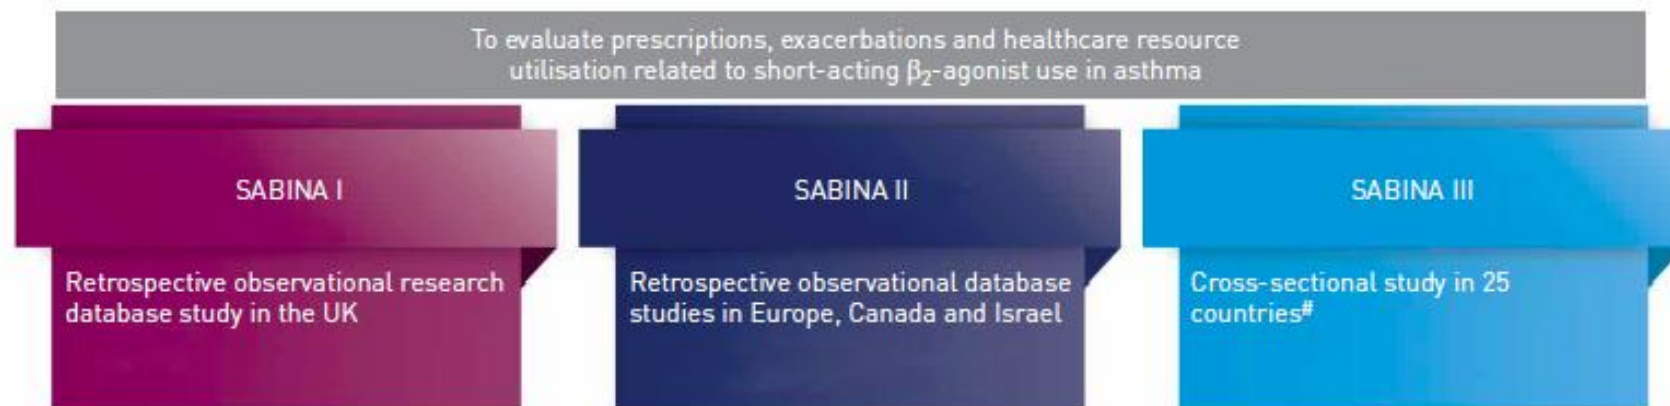 To evaluate prescriptions, exacerbations and healthcare resource
utilisation related to short-acting β₂-agonist use in asthma
SABINA I
Retrospective observational research
database study in the UK
SABINA II
Retrospective observational database
studies in Europe, Canada and Israel
SABINA III
Cross-sectional study in 25
countries#